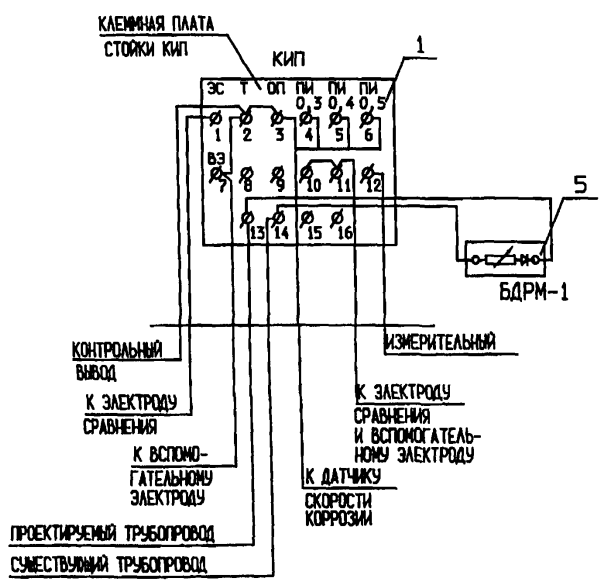 КЛЕММНАЯ ПЛАТА
СТОЙКИ КИП
КИП
1
ЭС Т ОП ПИ ПИ ПИ
0,3 0,4 0,5
1 2 3 4 5 6
ВЭ
7 8 9 10 11 12
13 14 15 16
5
БДРМ-1
КОНТРОЛЬНЫЙ
ВЫВОД
ИЗМЕРИТЕЛЬНЫЙ
К ЭЛЕКТРОДУ
СРАВНЕНИЯ
К ЭЛЕКТРОДУ
СРАВНЕНИЯ
И ВСПОМОГАТЕЛЬ-
НОМУ ЭЛЕКТРОДУ
К ВСПОМО-
ГАТЕЛЬНОМУ
ЭЛЕКТРОДУ
К ДАТЧИКУ
СКОРОСТИ
КОРРОЗИИ
ПРОЕКТИРУЕМЫЙ ТРУБОПРОВОД
СУЩЕСТВУЮЩИЙ ТРУБОПРОВОД